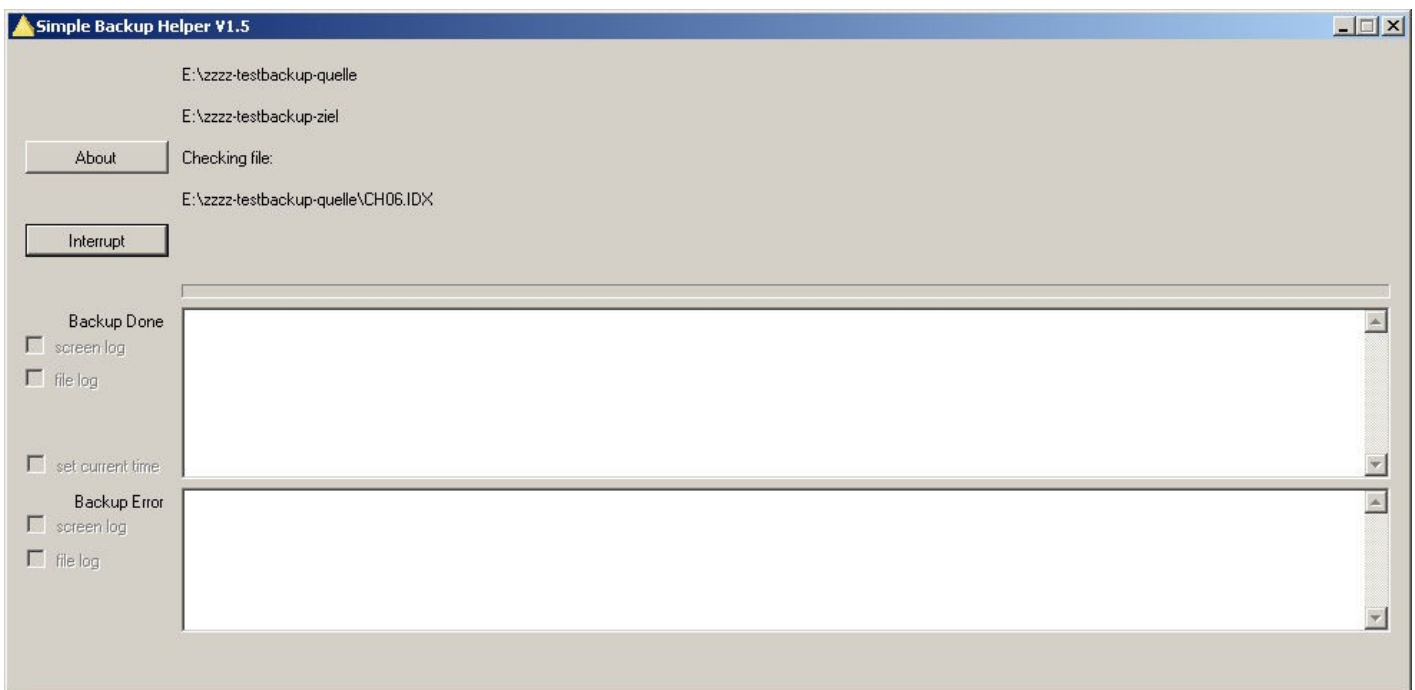 Simple Backup Helper V1.5
E:\zzzz-testbackup-quelle
E:\zzzz-testbackup-ziel
About
Checking file:
E:\zzzz-testbackup-quelle\CH06.IDX
Interrupt
Backup Done
screen log
file log
set current time
Backup Error
screen log
file log